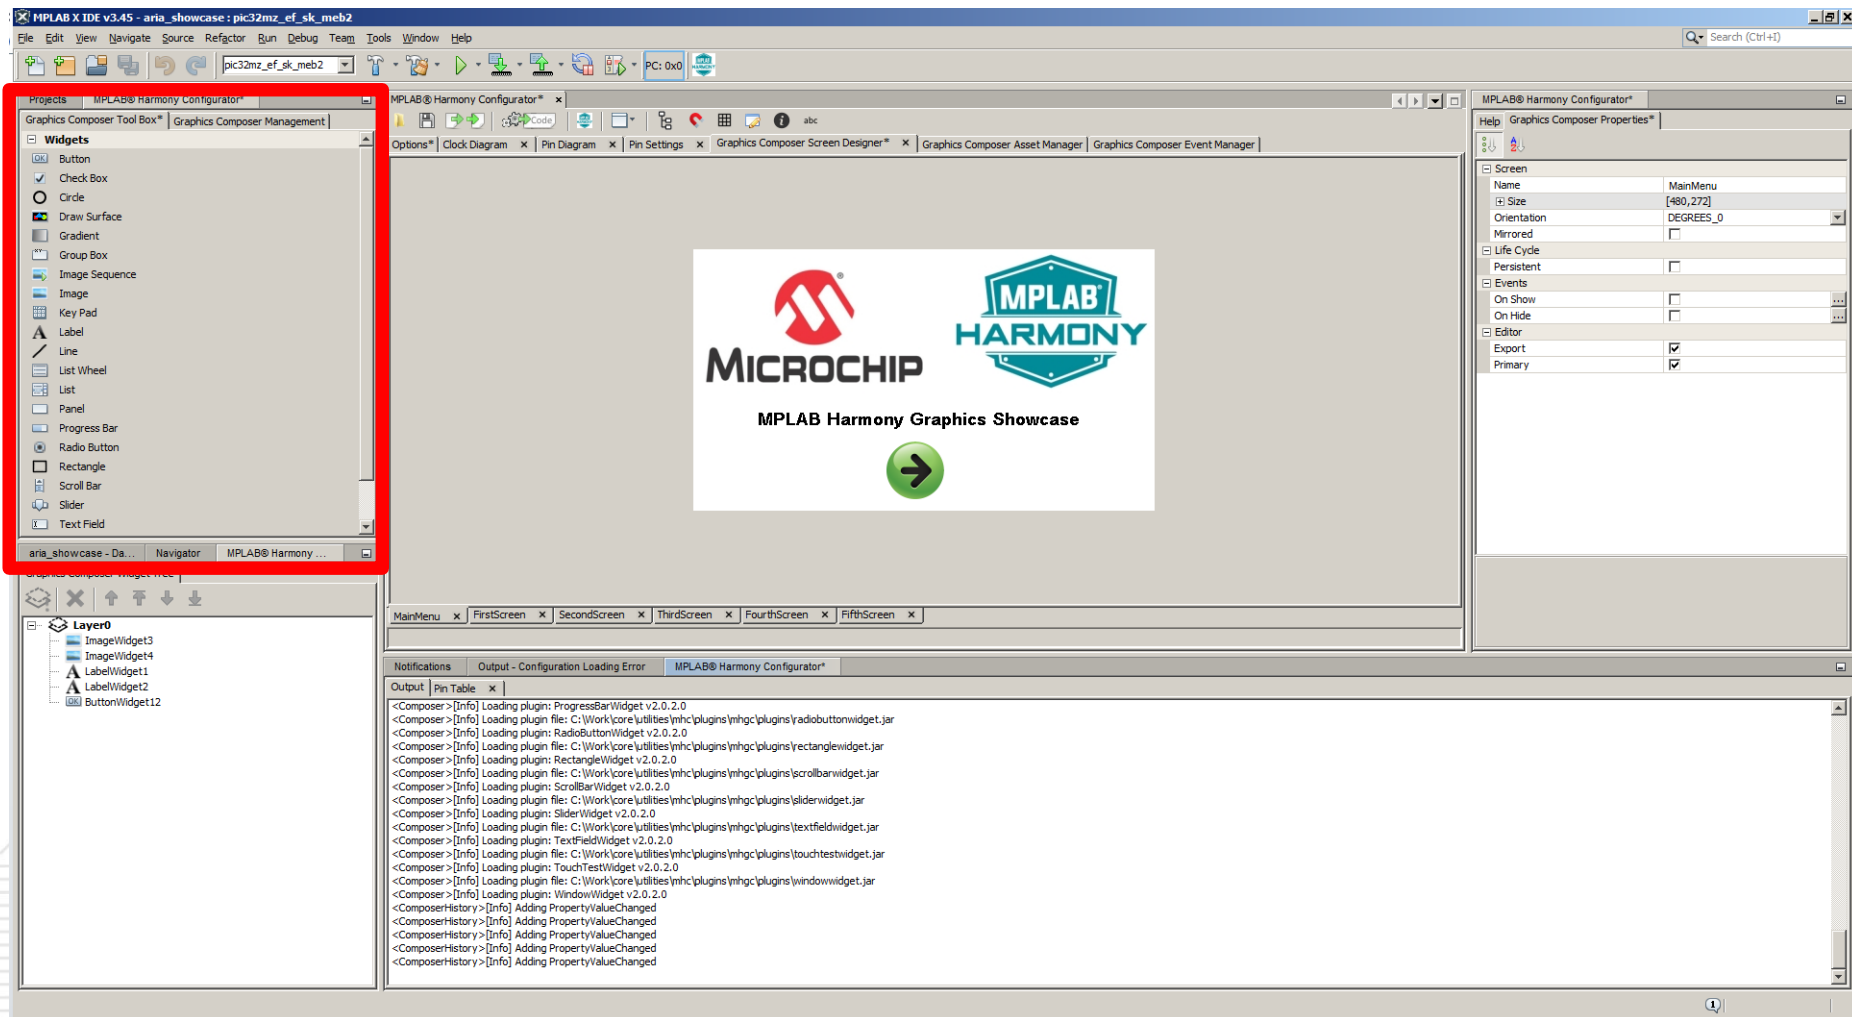 MPLAB X IDE v3.45 - aria_showcase : pic32mz_ef_sk_meb2
File Edit View Navigate Source Refactor Run Debug Team Tools Window Help
Search (Ctrl+I)
pic32mz_ef_sk_meb2
PC: 0x0
Projects MPLAB® Harmony Configurator*
Graphics Composer Tool Box* Graphics Composer Management
Widgets
Button
Check Box
Circle
Draw Surface
Gradient
Group Box
Image Sequence
Image
Key Pad
Label
Line
List Wheel
List
Panel
Progress Bar
Radio Button
Rectangle
Scroll Bar
Slider
Text Field
aria_showcase - Da... Navigator MPLAB® Harmony ...
Graphics Composer Widget Tree
Layer0
ImageWidget3
ImageWidget4
LabelWidget1
LabelWidget2
ButtonWidget12
MPLAB® Harmony Configurator*
Code
abc
Options* Clock Diagram Pin Diagram Pin Settings Graphics Composer Screen Designer* Graphics Composer Asset Manager Graphics Composer Event Manager
MICROCHIP
MPLAB
HARMONY
MPLAB Harmony Graphics Showcase
MainMenu FirstScreen SecondScreen ThirdScreen FourthScreen FifthScreen
Notifications Output - Configuration Loading Error MPLAB® Harmony Configurator*
Output Pin Table
<Composer>[Info] Loading plugin: ProgressBarWidget v2.0.2.0
<Composer>[Info] Loading plugin file: C:\Work\core\utilities\mhc\plugins\mhgc\plugins\radiobuttonwidget.jar
<Composer>[Info] Loading plugin: RadioButtonWidget v2.0.2.0
<Composer>[Info] Loading plugin file: C:\Work\core\utilities\mhc\plugins\mhgc\plugins\rectanglewidget.jar
<Composer>[Info] Loading plugin: RectangleWidget v2.0.2.0
<Composer>[Info] Loading plugin file: C:\Work\core\utilities\mhc\plugins\mhgc\plugins\scrollbarwidget.jar
<Composer>[Info] Loading plugin: ScrollBarWidget v2.0.2.0
<Composer>[Info] Loading plugin file: C:\Work\core\utilities\mhc\plugins\mhgc\plugins\sliderwidget.jar
<Composer>[Info] Loading plugin: SliderWidget v2.0.2.0
<Composer>[Info] Loading plugin file: C:\Work\core\utilities\mhc\plugins\mhgc\plugins\textfieldwidget.jar
<Composer>[Info] Loading plugin: TextFieldWidget v2.0.2.0
<Composer>[Info] Loading plugin file: C:\Work\core\utilities\mhc\plugins\mhgc\plugins\touchtestwidget.jar
<Composer>[Info] Loading plugin: TouchTestWidget v2.0.2.0
<Composer>[Info] Loading plugin file: C:\Work\core\utilities\mhc\plugins\mhgc\plugins\windowwidget.jar
<Composer>[Info] Loading plugin: WindowWidget v2.0.2.0
<ComposerHistory>[Info] Adding PropertyValueChanged
<ComposerHistory>[Info] Adding PropertyValueChanged
<ComposerHistory>[Info] Adding PropertyValueChanged
<ComposerHistory>[Info] Adding PropertyValueChanged
<ComposerHistory>[Info] Adding PropertyValueChanged
MPLAB® Harmony Configurator*
Help Graphics Composer Properties*
Screen
Name MainMenu
Size [480,272]
Orientation DEGREES_0
Mirrored
Life Cycle
Persistent
Events
On Show ...
On Hide ...
Editor
Export
Primary
1